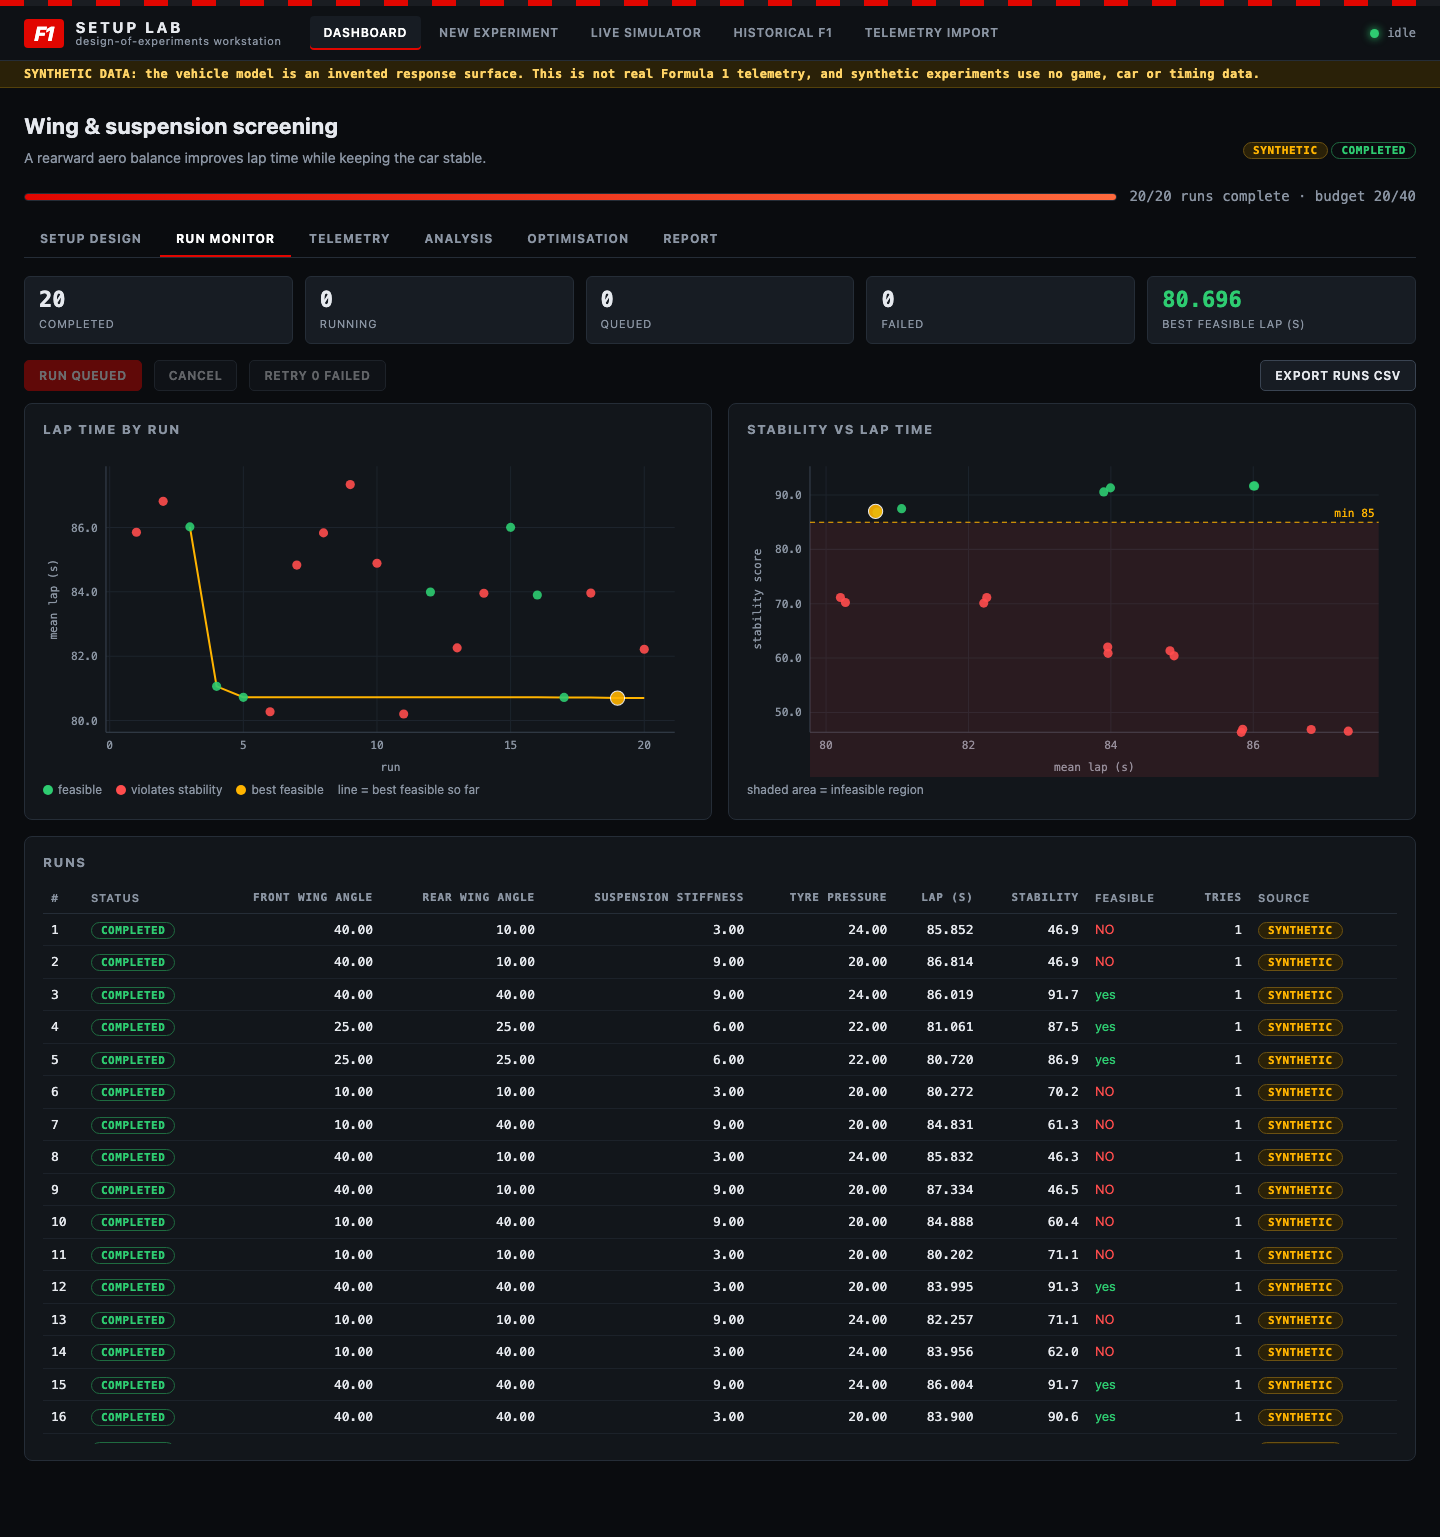 F1
SETUP LAB
design-of-experiments workstation
DASHBOARD
NEW EXPERIMENT
LIVE SIMULATOR
HISTORICAL F1
TELEMETRY IMPORT
idle
SYNTHETIC DATA: the vehicle model is an invented response surface. This is not real Formula 1 telemetry, and synthetic experiments use no game, car or timing data.
Wing & suspension screening
A rearward aero balance improves lap time while keeping the car stable.
SYNTHETIC COMPLETED
20/20 runs complete · budget 20/40
SETUP DESIGN
RUN MONITOR
TELEMETRY
ANALYSIS
OPTIMISATION
REPORT
20
COMPLETED
0
RUNNING
0
QUEUED
0
FAILED
80.696
BEST FEASIBLE LAP (S)
RUN QUEUED
CANCEL
RETRY 0 FAILED
EXPORT RUNS CSV
LAP TIME BY RUN
mean lap (s)
86.0
84.0
82.0
80.0
0 5 10 15 20
run
feasible violates stability best feasible line = best feasible so far
STABILITY VS LAP TIME
stability score
90.0
80.0
70.0
60.0
50.0
min 85
80 82 84 86
mean lap (s)
shaded area = infeasible region
RUNS
# STATUS FRONT WING ANGLE REAR WING ANGLE SUSPENSION STIFFNESS TYRE PRESSURE LAP (S) STABILITY FEASIBLE TRIES SOURCE
1 COMPLETED 40.00 10.00 3.00 24.00 85.852 46.9 NO 1 SYNTHETIC
2 COMPLETED 40.00 10.00 9.00 20.00 86.814 46.9 NO 1 SYNTHETIC
3 COMPLETED 40.00 40.00 9.00 24.00 86.019 91.7 yes 1 SYNTHETIC
4 COMPLETED 25.00 25.00 6.00 22.00 81.061 87.5 yes 1 SYNTHETIC
5 COMPLETED 25.00 25.00 6.00 22.00 80.720 86.9 yes 1 SYNTHETIC
6 COMPLETED 10.00 10.00 3.00 20.00 80.272 70.2 NO 1 SYNTHETIC
7 COMPLETED 10.00 40.00 9.00 20.00 84.831 61.3 NO 1 SYNTHETIC
8 COMPLETED 40.00 10.00 3.00 24.00 85.832 46.3 NO 1 SYNTHETIC
9 COMPLETED 40.00 10.00 9.00 20.00 87.334 46.5 NO 1 SYNTHETIC
10 COMPLETED 10.00 40.00 9.00 20.00 84.888 60.4 NO 1 SYNTHETIC
11 COMPLETED 10.00 10.00 3.00 20.00 80.202 71.1 NO 1 SYNTHETIC
12 COMPLETED 40.00 40.00 3.00 20.00 83.995 91.3 yes 1 SYNTHETIC
13 COMPLETED 10.00 10.00 9.00 24.00 82.257 71.1 NO 1 SYNTHETIC
14 COMPLETED 10.00 40.00 3.00 24.00 83.956 62.0 NO 1 SYNTHETIC
15 COMPLETED 40.00 40.00 9.00 24.00 86.004 91.7 yes 1 SYNTHETIC
16 COMPLETED 40.00 40.00 3.00 20.00 83.900 90.6 yes 1 SYNTHETIC